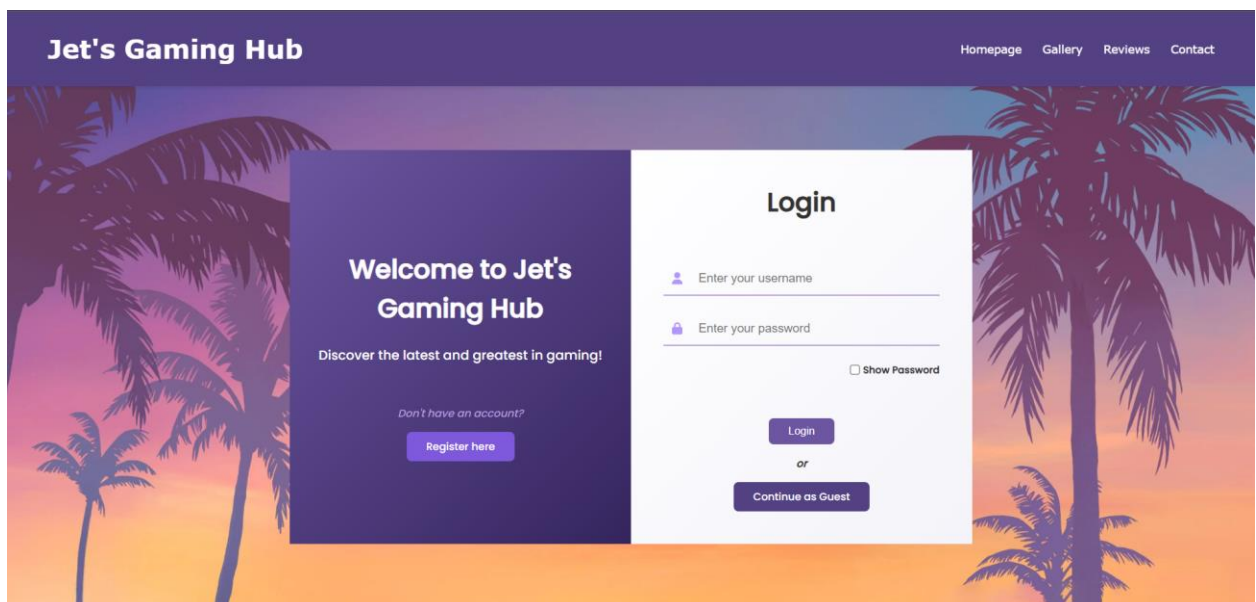 Jet's Gaming Hub
Homepage Gallery Reviews Contact
Welcome to Jet's
Gaming Hub
Discover the latest and greatest in gaming!
Don't have an account?
Register here
Login
Enter your username
Enter your password
Show Password
Login
or
Continue as Guest